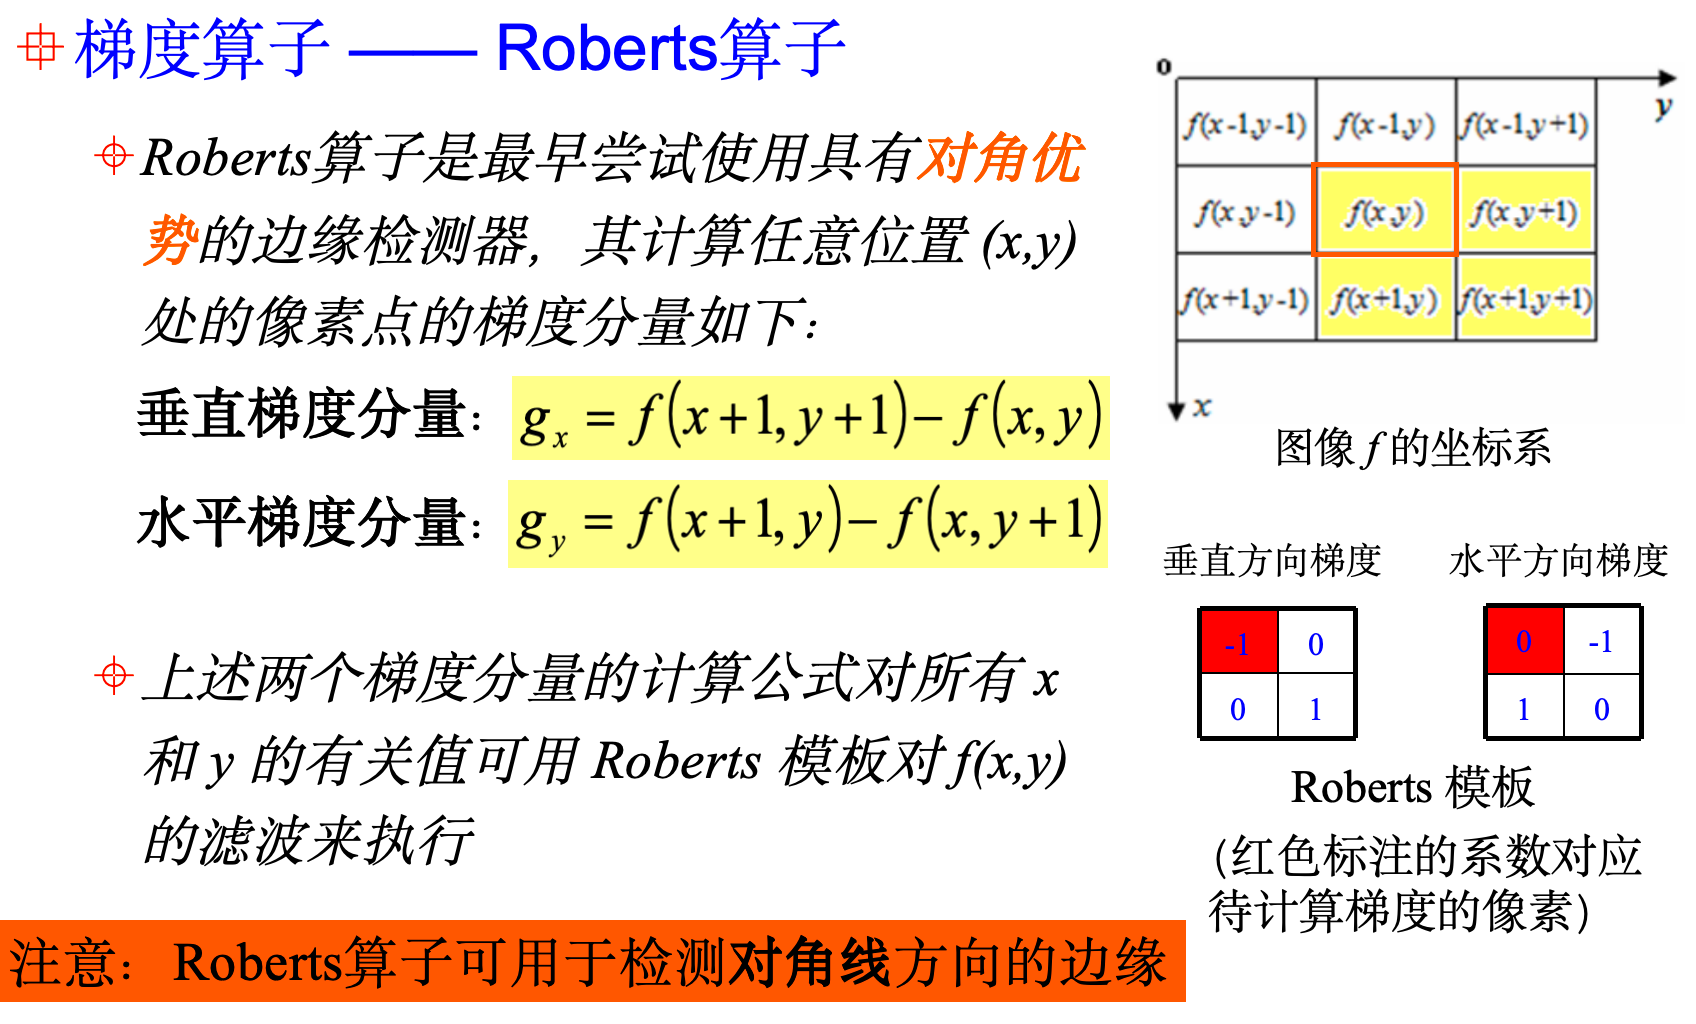 梯度算子 —— Roberts算子
Roberts算子是最早尝试使用具有对角优
势的边缘检测器，其计算任意位置 (x,y)
处的像素点的梯度分量如下：
垂直梯度分量： gₓ = f(x+1, y+1) − f(x, y)
水平梯度分量： g_y = f(x+1, y) − f(x, y+1)
上述两个梯度分量的计算公式对所有 x
和 y 的有关值可用 Roberts 模板对 f(x,y)
的滤波来执行
注意： Roberts算子可用于检测对角线方向的边缘
o
y
f(x-1,y-1) f(x-1,y) f(x-1,y+1)
f(x,y-1) f(x,y) f(x,y+1)
f(x+1,y-1) f(x+1,y) f(x+1,y+1)
x
图像 f 的坐标系
垂直方向梯度 水平方向梯度
-1 0 0 -1
0 1 1 0
Roberts 模板
(红色标注的系数对应
待计算梯度的像素)